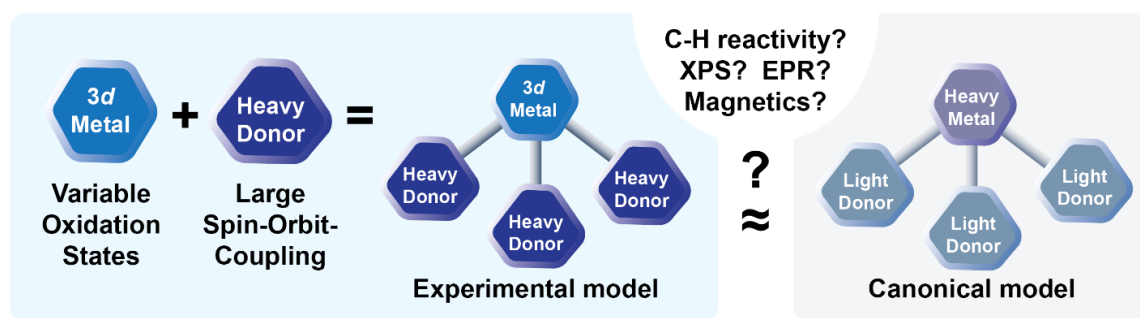 3d
Metal
+
Heavy
Donor
=
Variable
Oxidation
States
Large
Spin-Orbit-
Coupling
3d
Metal
Heavy
Donor
Heavy
Donor
Heavy
Donor
Experimental model
C-H reactivity?
XPS? EPR?
Magnetics?
?
≈
Heavy
Metal
Light
Donor
Light
Donor
Light
Donor
Canonical model